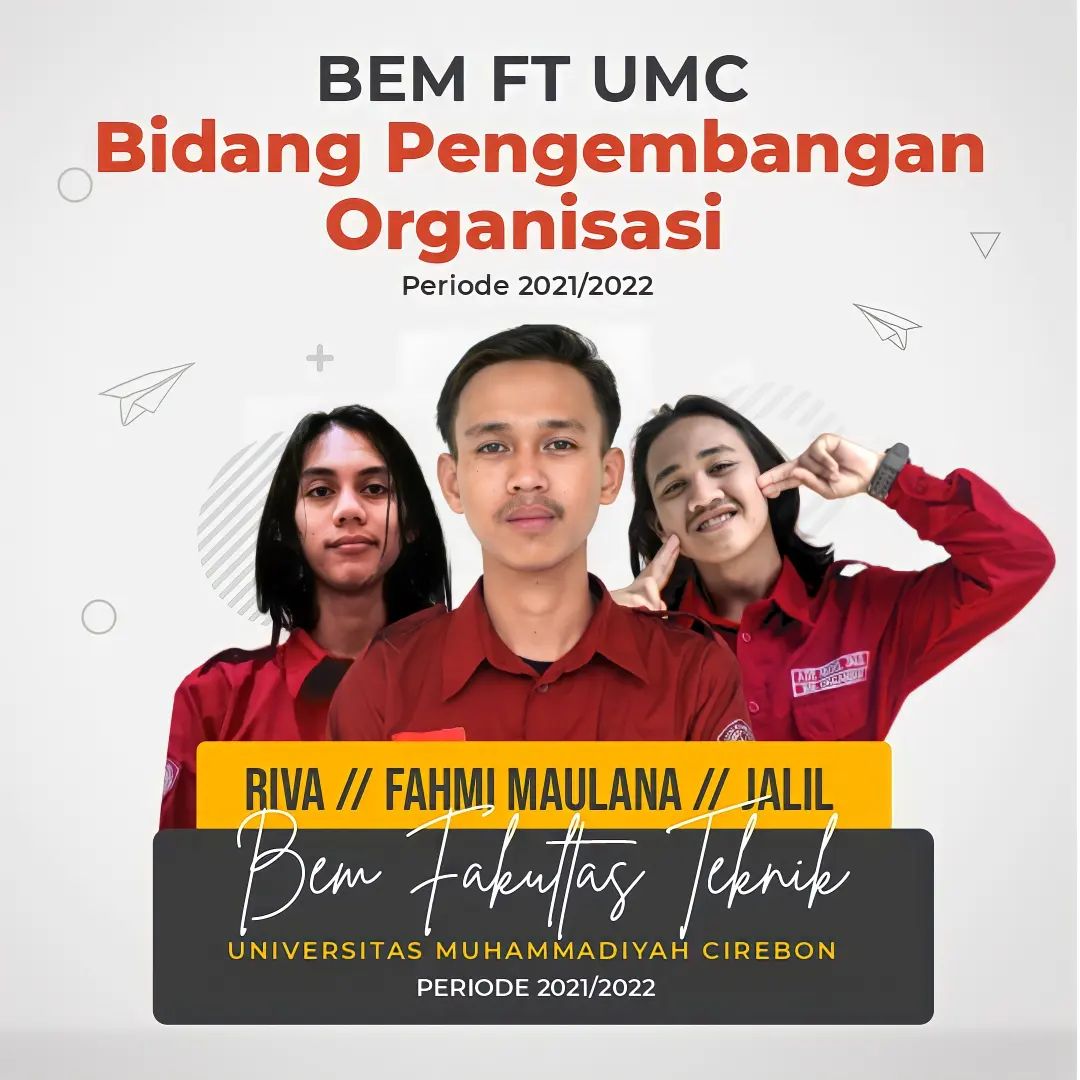 BEM FT UMC
Bidang Pengembangan
Organisasi
Periode 2021/2022
RIVA // FAHMI MAULANA // JALIL
Bem Fakultas Teknik
UNIVERSITAS MUHAMMADIYAH CIREBON
PERIODE 2021/2022